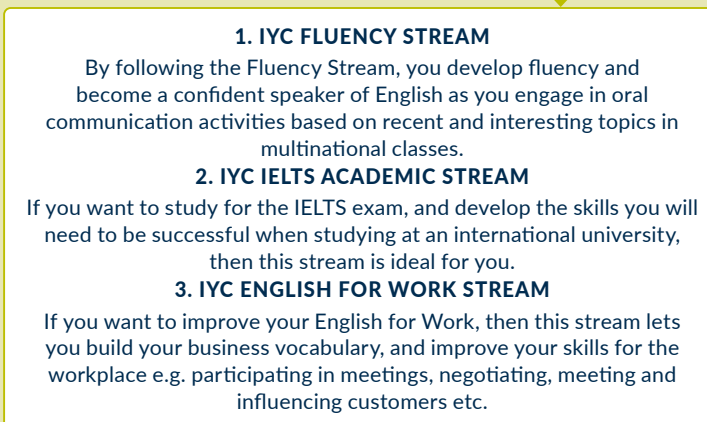 1. IYC FLUENCY STREAM
By following the Fluency Stream, you develop fluency and
become a confident speaker of English as you engage in oral
communication activities based on recent and interesting topics in
multinational classes.
2. IYC IELTS ACADEMIC STREAM
If you want to study for the IELTS exam, and develop the skills you will
need to be successful when studying at an international university,
then this stream is ideal for you.
3. IYC ENGLISH FOR WORK STREAM
If you want to improve your English for Work, then this stream lets
you build your business vocabulary, and improve your skills for the
workplace e.g. participating in meetings, negotiating, meeting and
influencing customers etc.